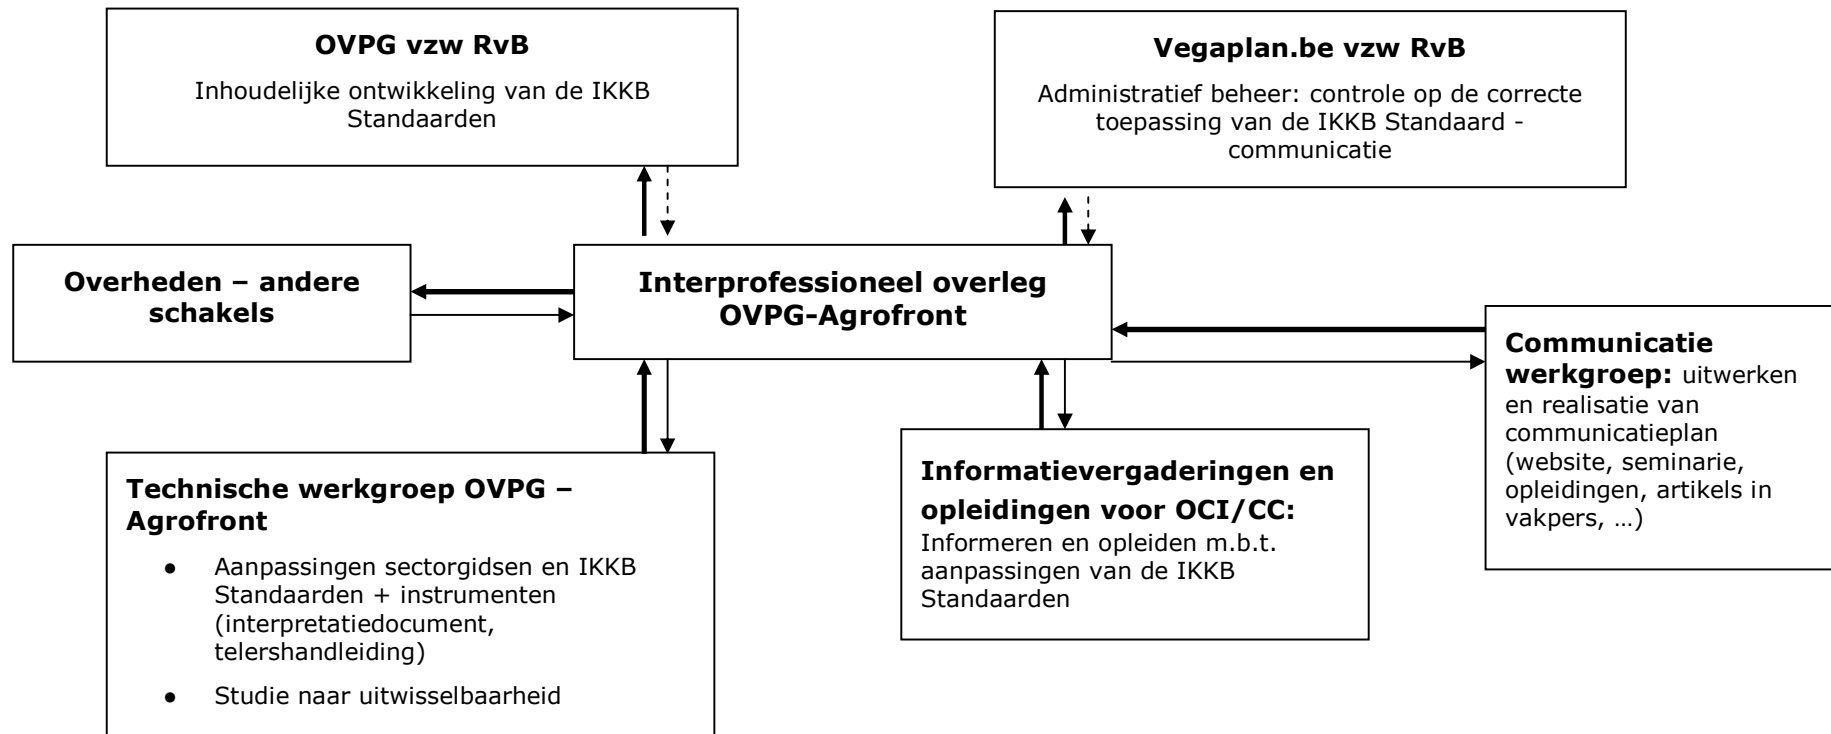 OVPG vzw RvB
Inhoudelijke ontwikkeling van de IKKB
Standaarden
Vegaplan.be vzw RvB
Administratief beheer: controle op de correcte
toepassing van de IKKB Standaard -
communicatie
Overheden – andere
schakels
Interprofessioneel overleg
OVPG-Agrofront
Communicatie
werkgroep: uitwerken
en realisatie van
communicatieplan
(website, seminarie,
opleidingen, artikels in
vakpers, …)
Technische werkgroep OVPG –
Agrofront
● Aanpassingen sectorgidsen en IKKB
Standaarden + instrumenten
(interpretatiedocument,
telershandleiding)
● Studie naar uitwisselbaarheid
Informatievergaderingen en
opleidingen voor OCI/CC:
Informeren en opleiden m.b.t.
aanpassingen van de IKKB
Standaarden